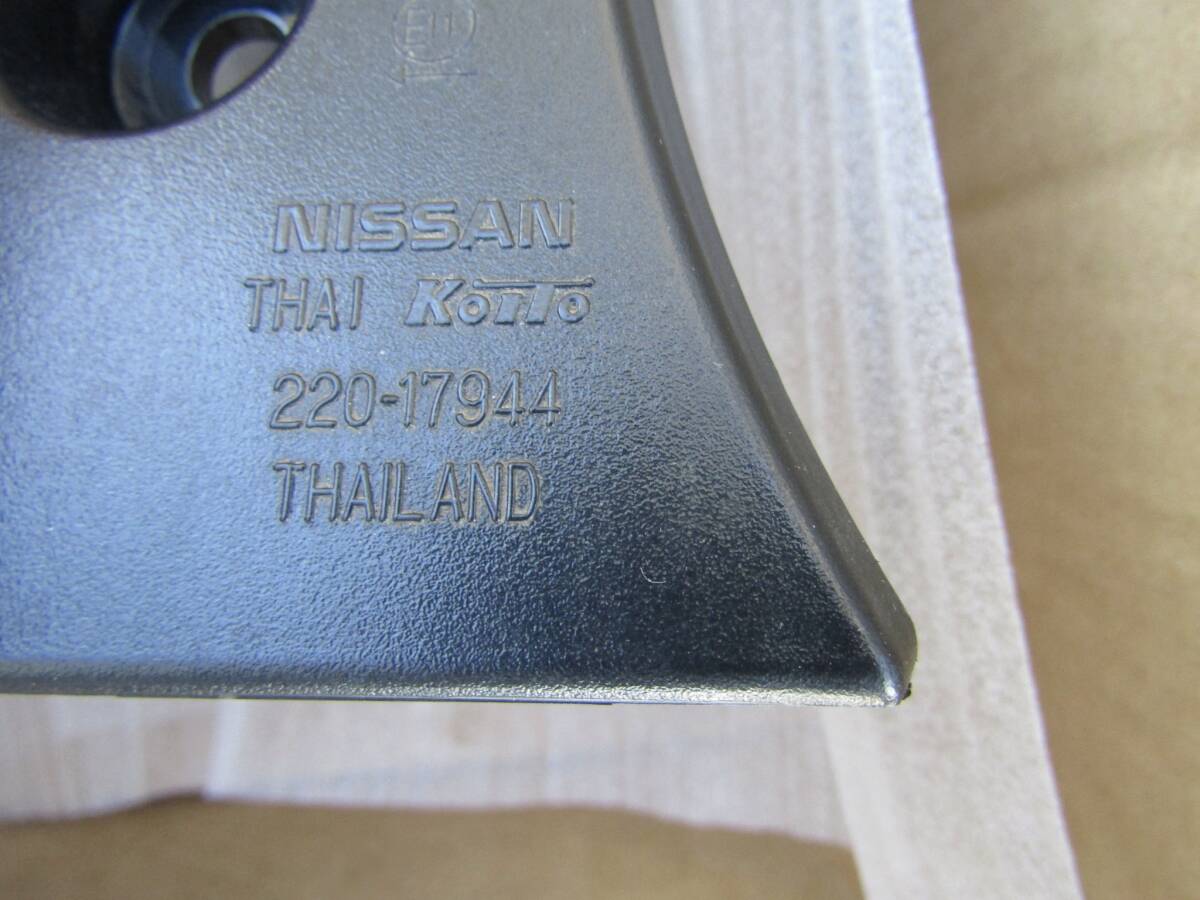 NISSAN
THAI KOITO
220-17944
THAILAND